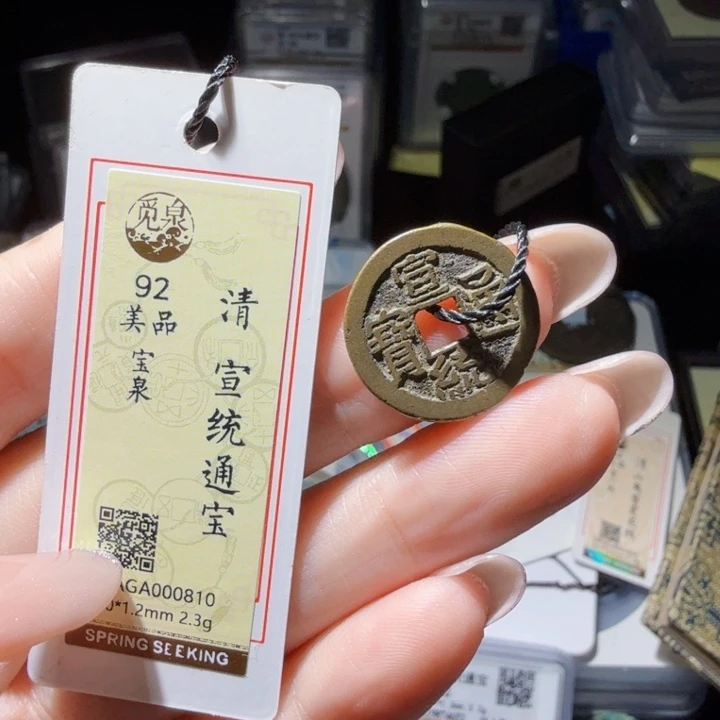 觅泉
92
美品
宝泉
清 宣统通宝
AGA000810
*1.2mm 2.3g
SPRING SEEKING
宣統通寶